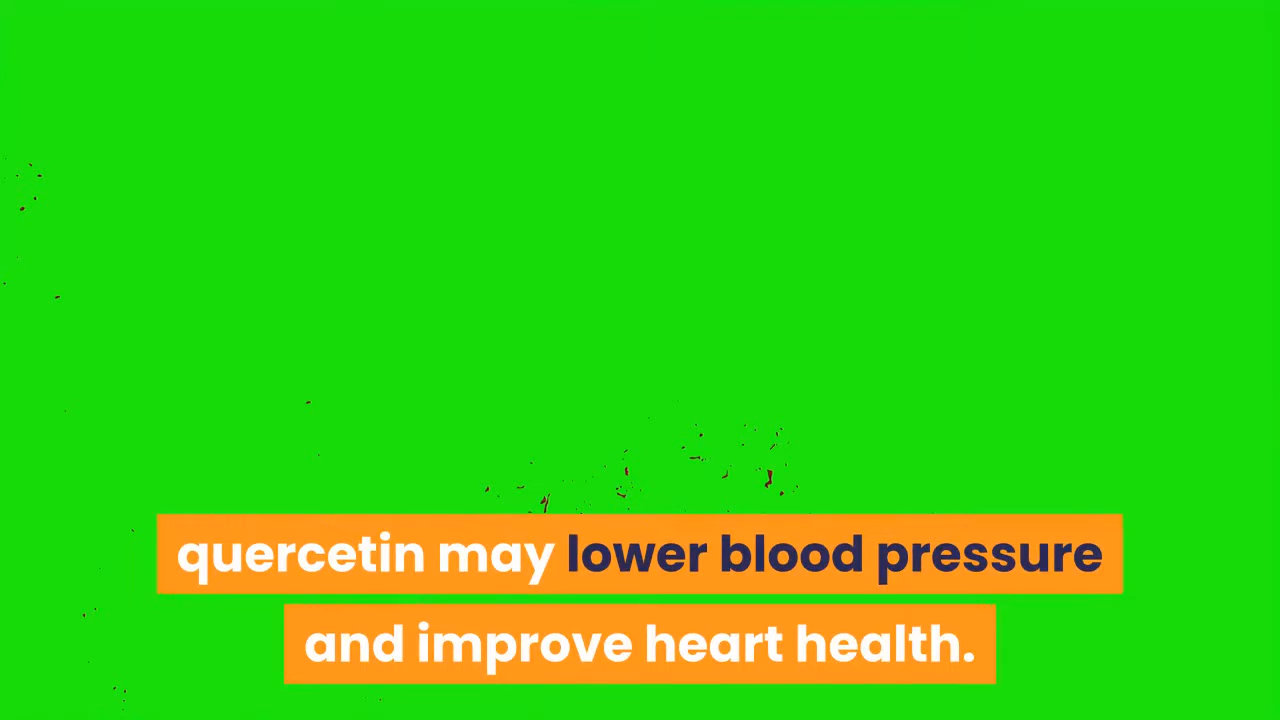 quercetin may lower blood pressure
and improve heart health.